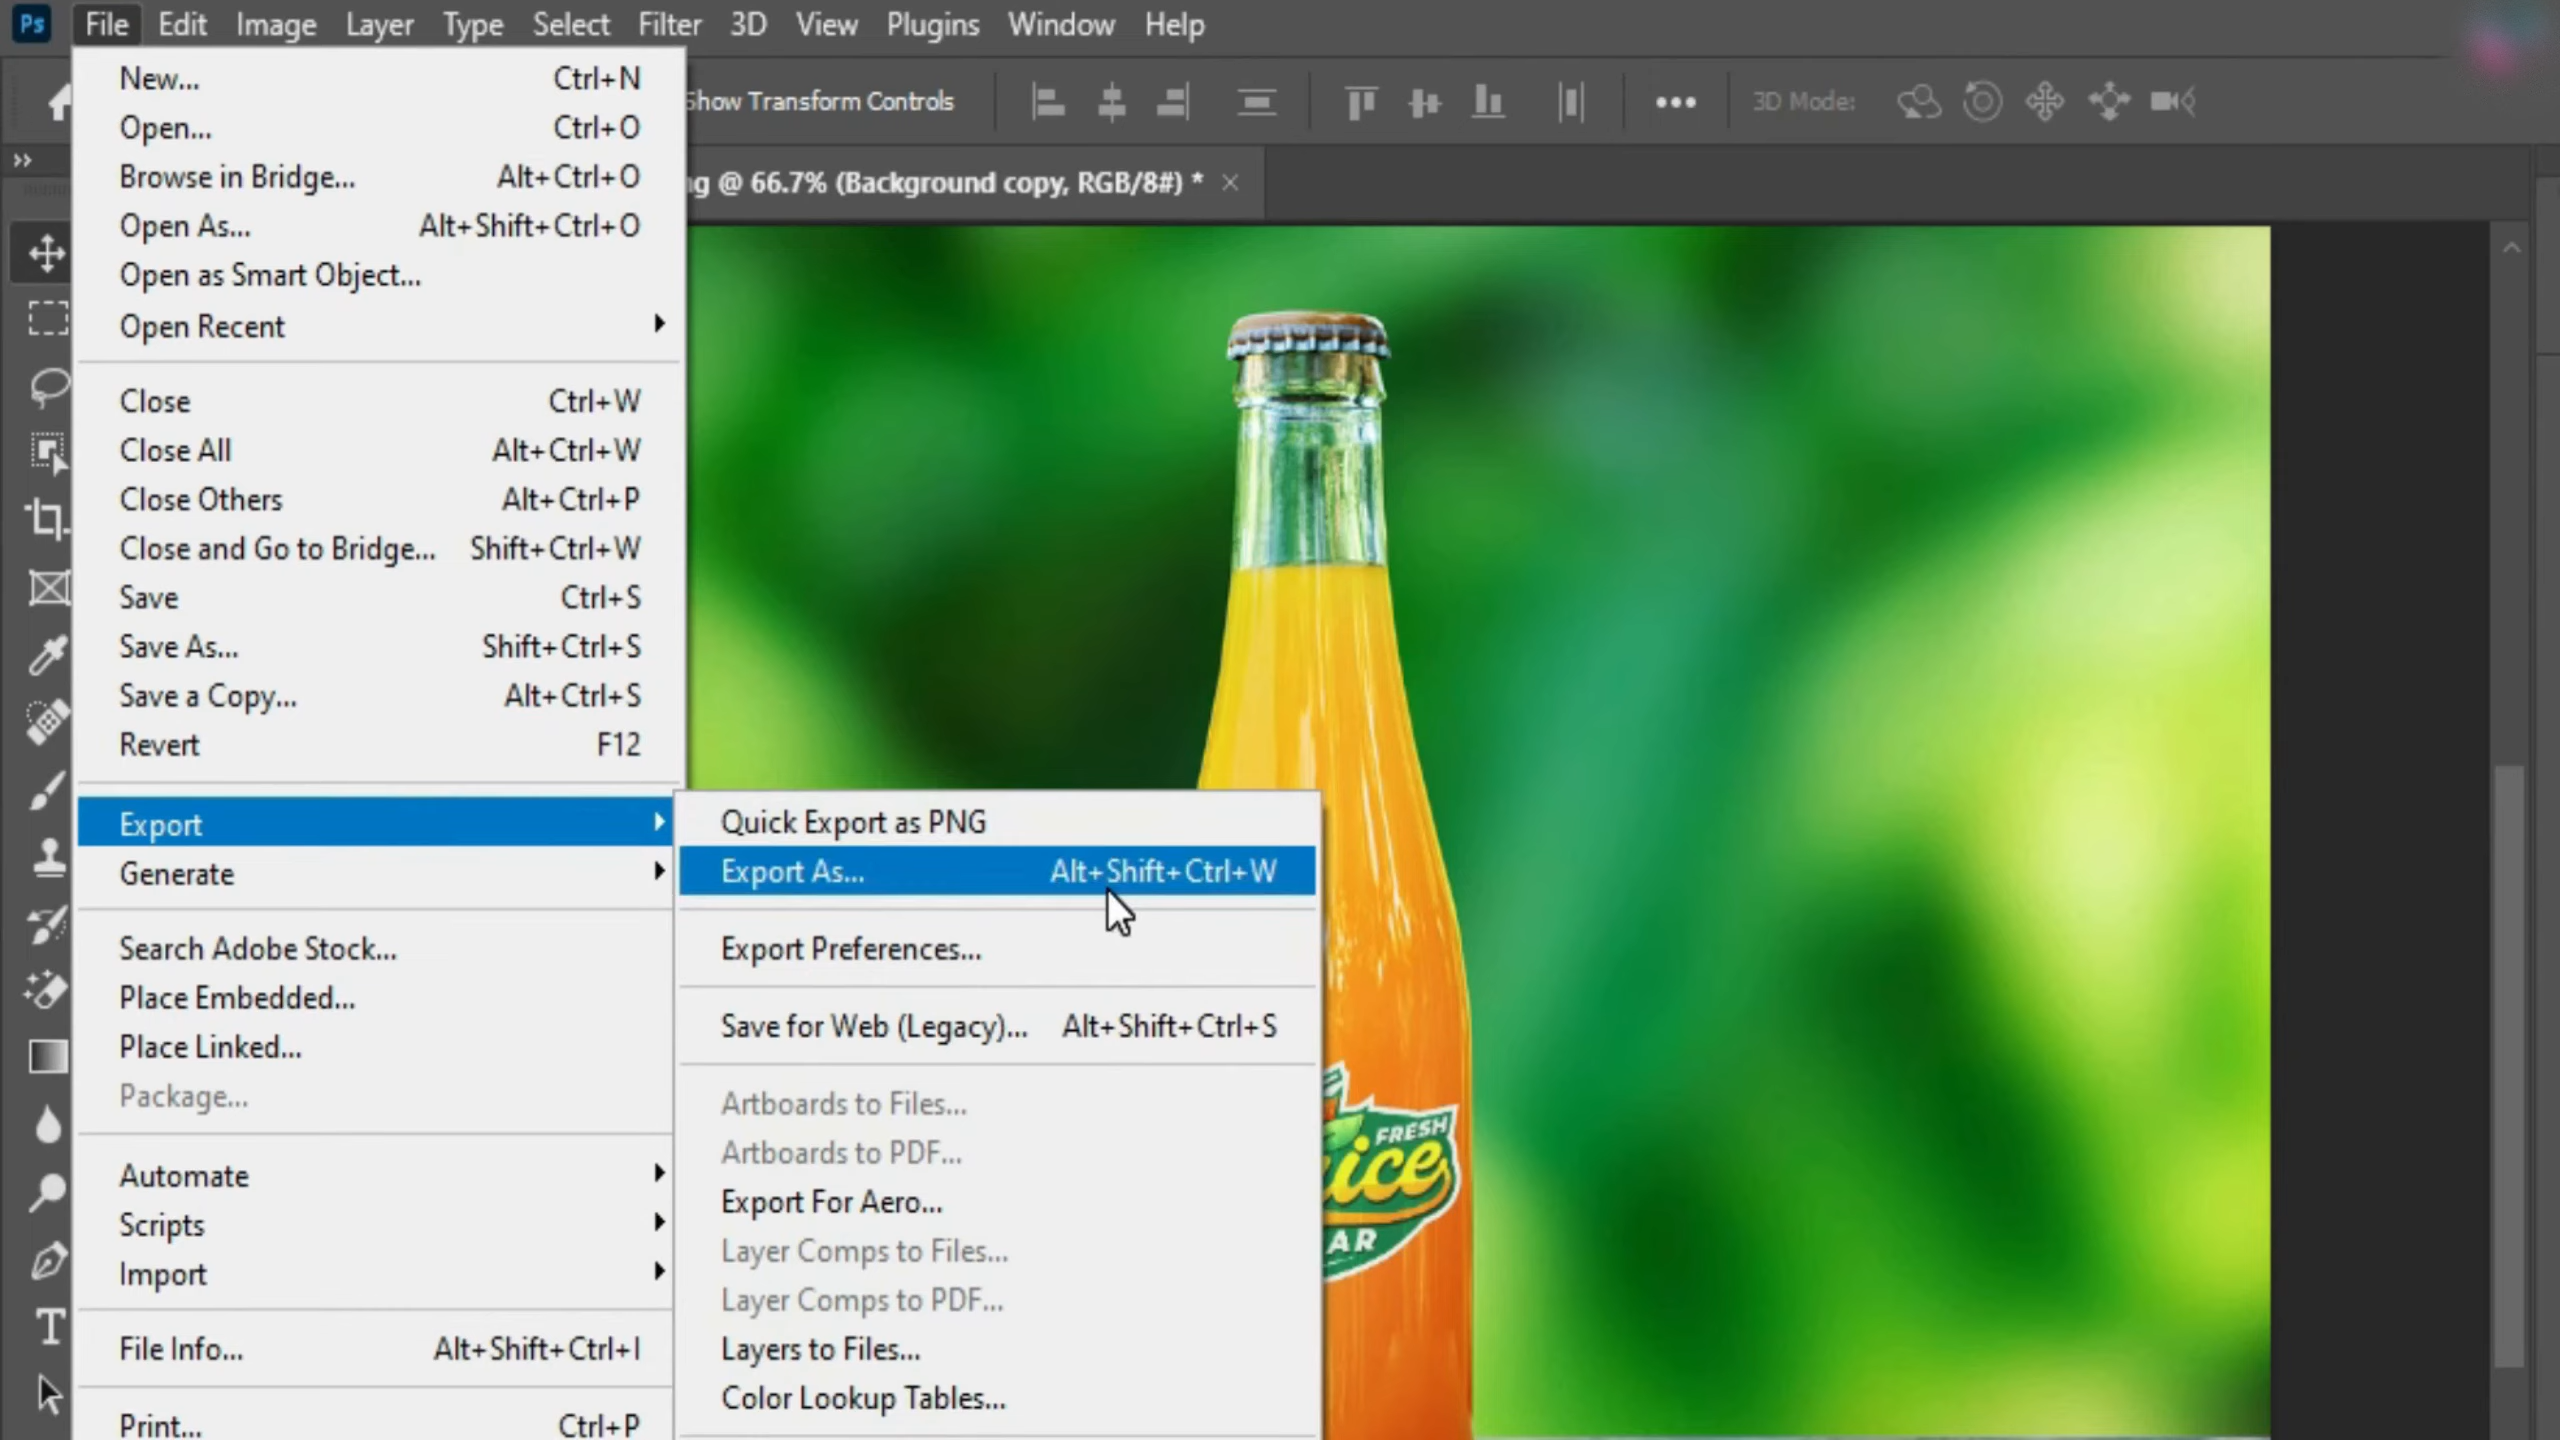 Ps File Edit Image Layer Type Select Filter 3D View Plugins Window Help
Show Transform Controls 3D Mode:
ng @ 66.7% (Background copy, RGB/8#) *
New... Ctrl+N
Open... Ctrl+O
Browse in Bridge... Alt+Ctrl+O
Open As... Alt+Shift+Ctrl+O
Open as Smart Object...
Open Recent
Close Ctrl+W
Close All Alt+Ctrl+W
Close Others Alt+Ctrl+P
Close and Go to Bridge... Shift+Ctrl+W
Save Ctrl+S
Save As... Shift+Ctrl+S
Save a Copy... Alt+Ctrl+S
Revert F12
Export
Generate
Search Adobe Stock...
Place Embedded...
Place Linked...
Package...
Automate
Scripts
Import
File Info... Alt+Shift+Ctrl+I
Print... Ctrl+P
Quick Export as PNG
Export As... Alt+Shift+Ctrl+W
Export Preferences...
Save for Web (Legacy)... Alt+Shift+Ctrl+S
Artboards to Files...
Artboards to PDF...
Export For Aero...
Layer Comps to Files...
Layer Comps to PDF...
Layers to Files...
Color Lookup Tables...
FRESH
ice
AR